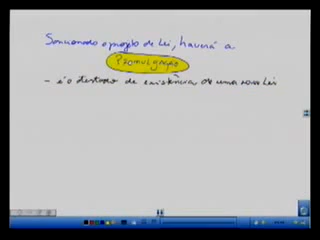 Sancionado o projeto de Lei, haverá a
Promulgação
- é o atestado de existência de uma nova Lei